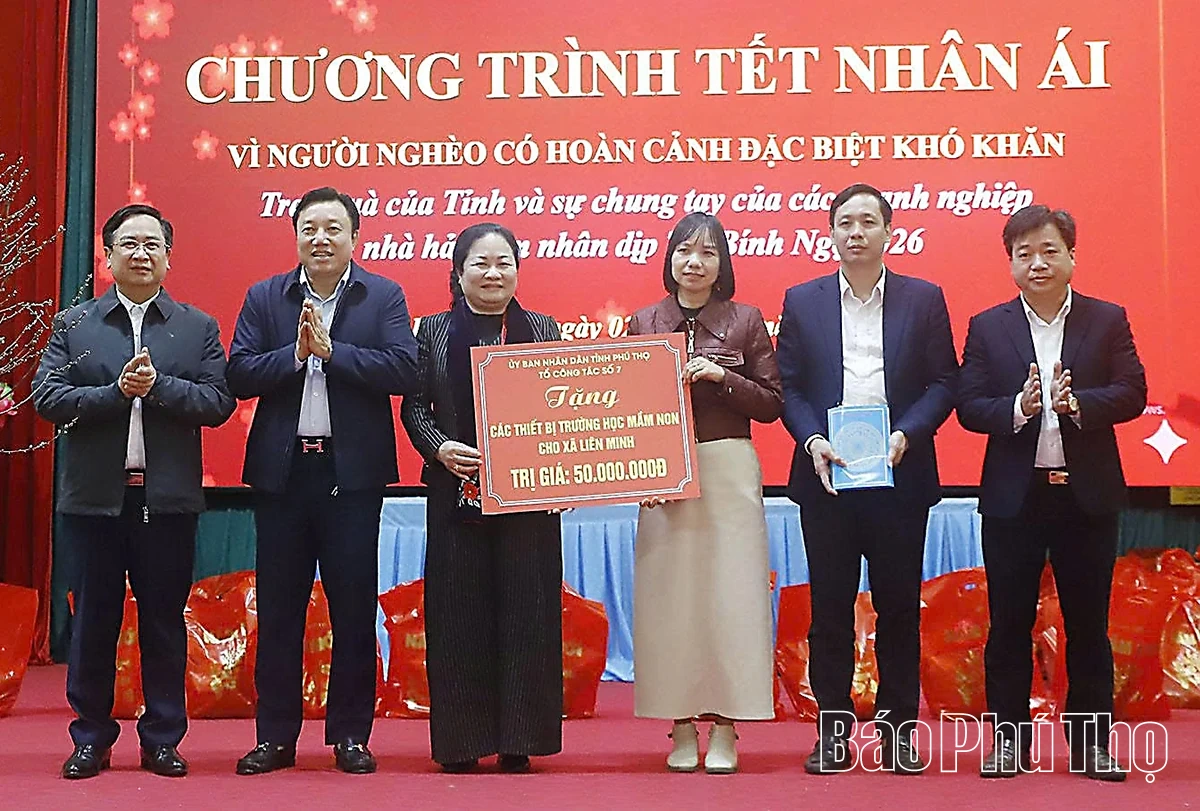 CHƯƠNG TRÌNH TẾT NHÂN ÁI
VÌ NGƯỜI NGHÈO CÓ HOÀN CẢNH ĐẶC BIỆT KHÓ KHĂN
của Tỉnh và sự chung tay của các nghiệp
nhà nhân dịp Bính
ỦY BAN NHÂN DÂN TỈNH PHÚ THỌ
TỔ CÔNG TÁC SỐ 7
Tặng
CÁC THIẾT BỊ TRƯỜNG HỌC MẦM NON
CHO XÃ LIÊN MINH
TRỊ GIÁ: 50.000.000Đ
Báo Phú Thọ